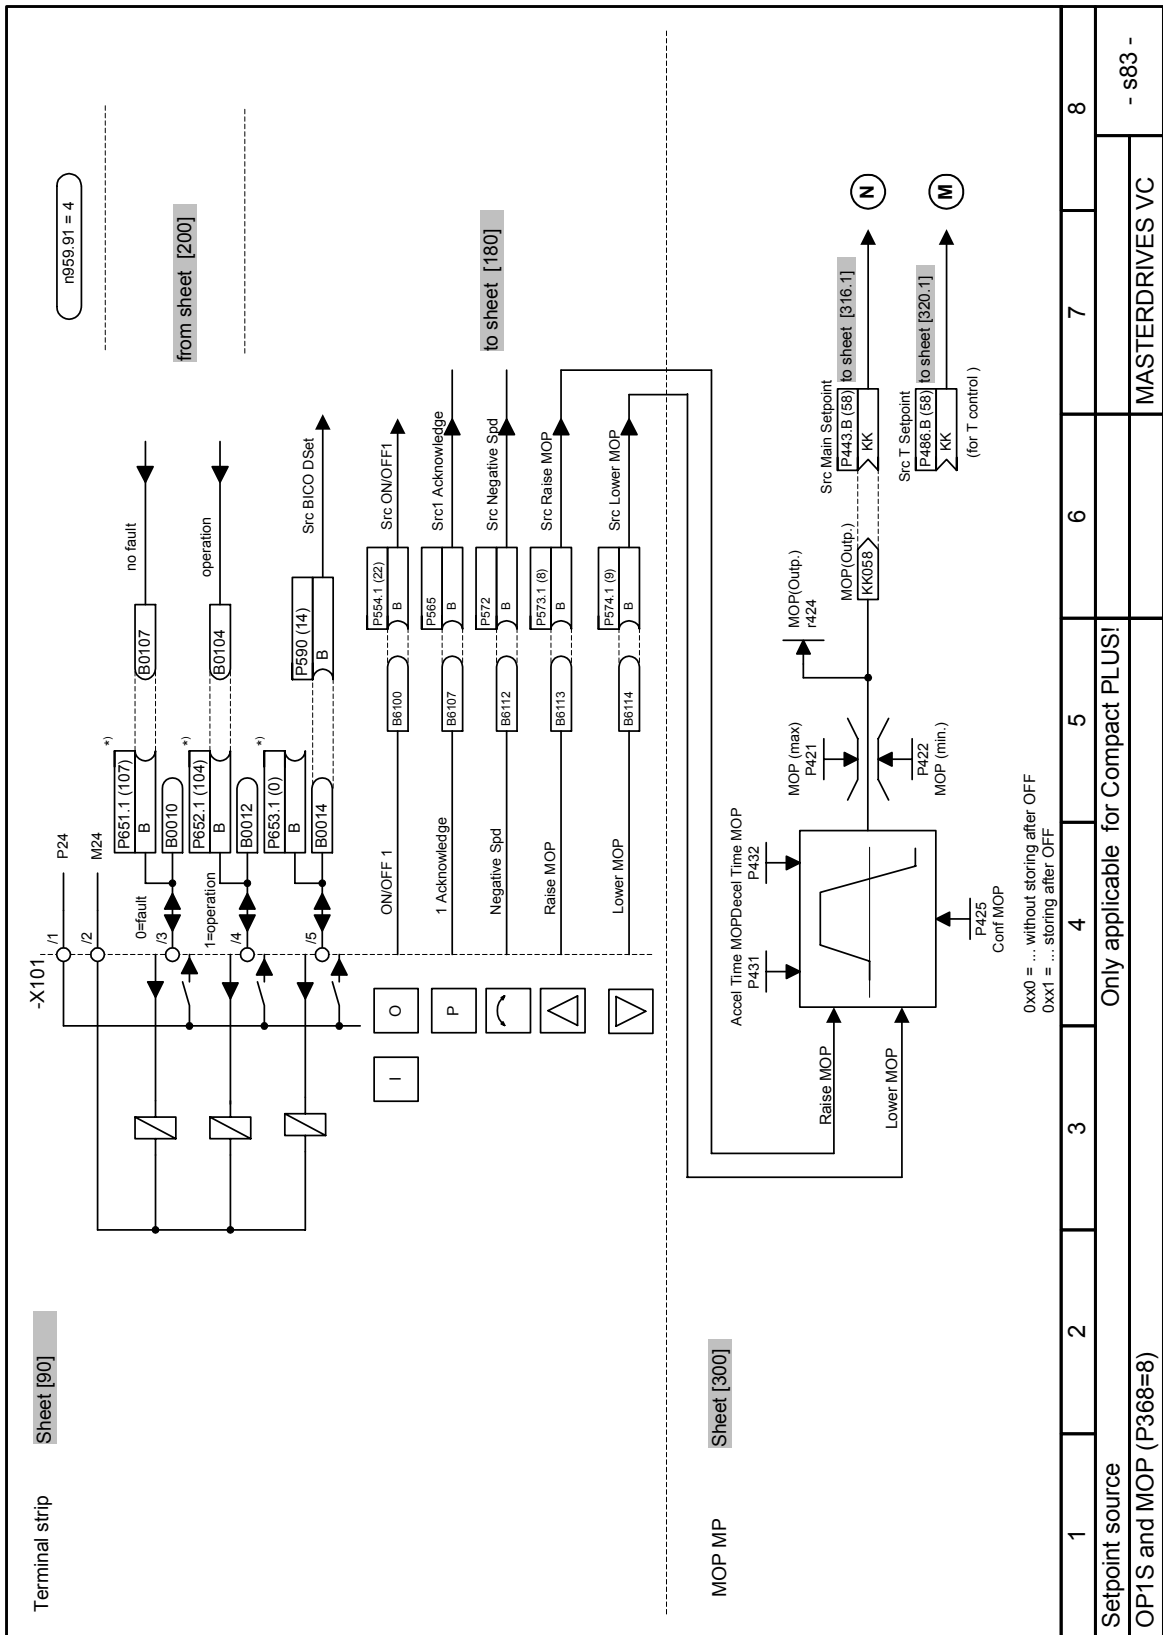 n959.91 = 4
Terminal strip
Sheet [90]
-X101
/1
P24
/2
M24
0=fault
/3
P651.1 (107)
*)
B
B0107
no fault
from sheet [200]
B0010
1=operation
/4
P652.1 (104)
*)
B
B0104
operation
B0012
/5
P653.1 (0)
*)
B
P590 (14)
B
Src BICO DSet
B0014
I
O
ON/OFF 1
B6100
P554.1 (22)
B
Src ON/OFF1
P
1 Acknowledge
B6107
P565
B
Src1 Acknowledge
Negative Spd
B6112
P572
B
Src Negative Spd
to sheet [180]
Raise MOP
B6113
P573.1 (8)
B
Src Raise MOP
Lower MOP
B6114
P574.1 (9)
B
Src Lower MOP
MOP MP
Sheet [300]
Accel Time MOP
P431
Decel Time MOP
P432
MOP (max)
P421
MOP(Outp.)
r424
Src Main Setpoint
P443.B (58)
KK
to sheet [316.1]
N
Raise MOP
MOP(Outp.)
KK058
Lower MOP
P422
MOP (min.)
Src T Setpoint
P486.B (58)
KK
to sheet [320.1]
M
(for T control )
P425
Conf MOP
0xx0 = ... without storing after OFF
0xx1 = ... storing after OFF
1
2
3
4
5
6
7
8
Setpoint source
Only applicable for Compact PLUS!
- s83 -
OP1S and MOP (P368=8)
MASTERDRIVES VC